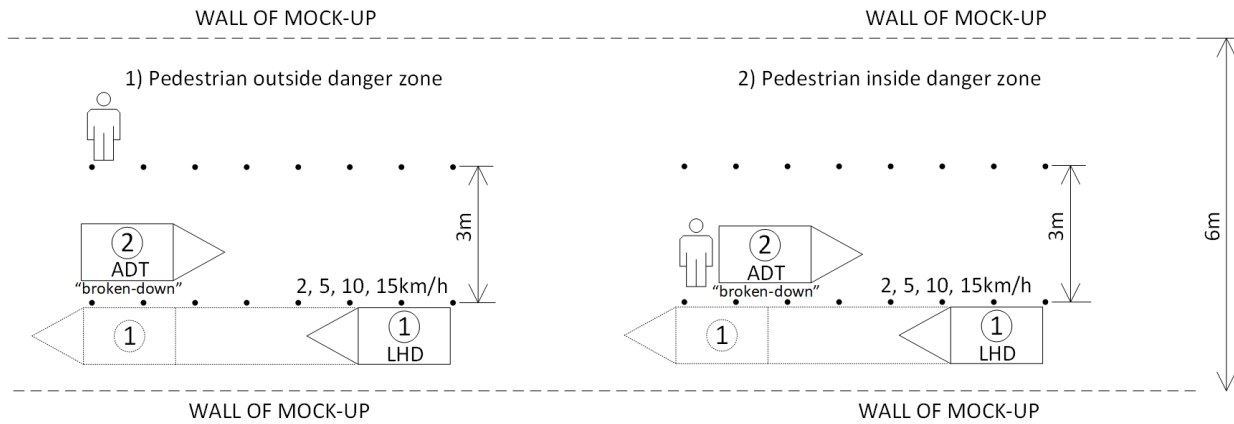 WALL OF MOCK-UP
WALL OF MOCK-UP
1) Pedestrian outside danger zone
2) Pedestrian inside danger zone
3m
3m
6m
2
ADT
“broken-down”
2, 5, 10, 15km/h
2
ADT
“broken-down”
2, 5, 10, 15km/h
1
1
LHD
1
1
LHD
WALL OF MOCK-UP
WALL OF MOCK-UP